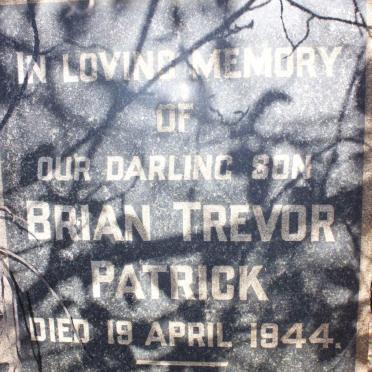 IN LOVING MEMORY
OF
OUR DARLING SON
BRIAN TREVOR
PATRICK
DIED 19 APRIL 1944.